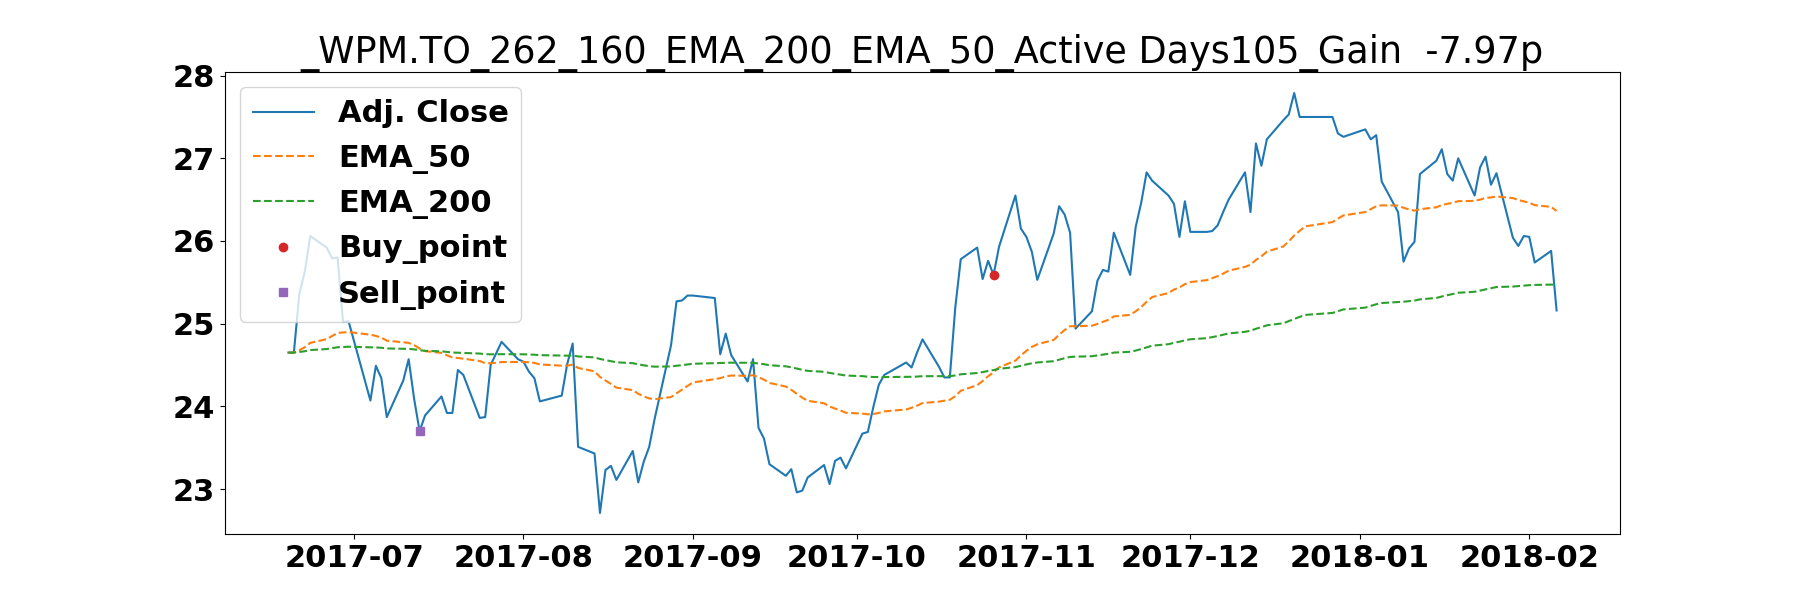 _WPM.TO_262_160_EMA_200_EMA_50_Active Days105_Gain  -7.97p
28
27
26
25
24
23
Adj. Close
EMA_50
EMA_200
Buy_point
Sell_point
2017-07 2017-08 2017-09 2017-10 2017-11 2017-12 2018-01 2018-02